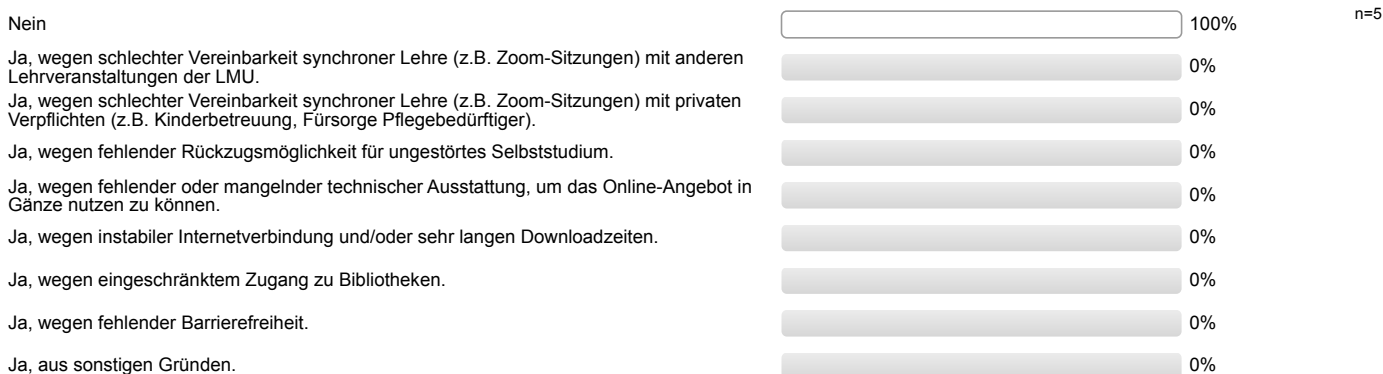 Nein 100% n=5
Ja, wegen schlechter Vereinbarkeit synchroner Lehre (z.B. Zoom-Sitzungen) mit anderen
Lehrveranstaltungen der LMU. 0%
Ja, wegen schlechter Vereinbarkeit synchroner Lehre (z.B. Zoom-Sitzungen) mit privaten
Verpflichten (z.B. Kinderbetreuung, Fürsorge Pflegebedürftiger). 0%
Ja, wegen fehlender Rückzugsmöglichkeit für ungestörtes Selbststudium. 0%
Ja, wegen fehlender oder mangelnder technischer Ausstattung, um das Online-Angebot in
Gänze nutzen zu können. 0%
Ja, wegen instabiler Internetverbindung und/oder sehr langen Downloadzeiten. 0%
Ja, wegen eingeschränktem Zugang zu Bibliotheken. 0%
Ja, wegen fehlender Barrierefreiheit. 0%
Ja, aus sonstigen Gründen. 0%